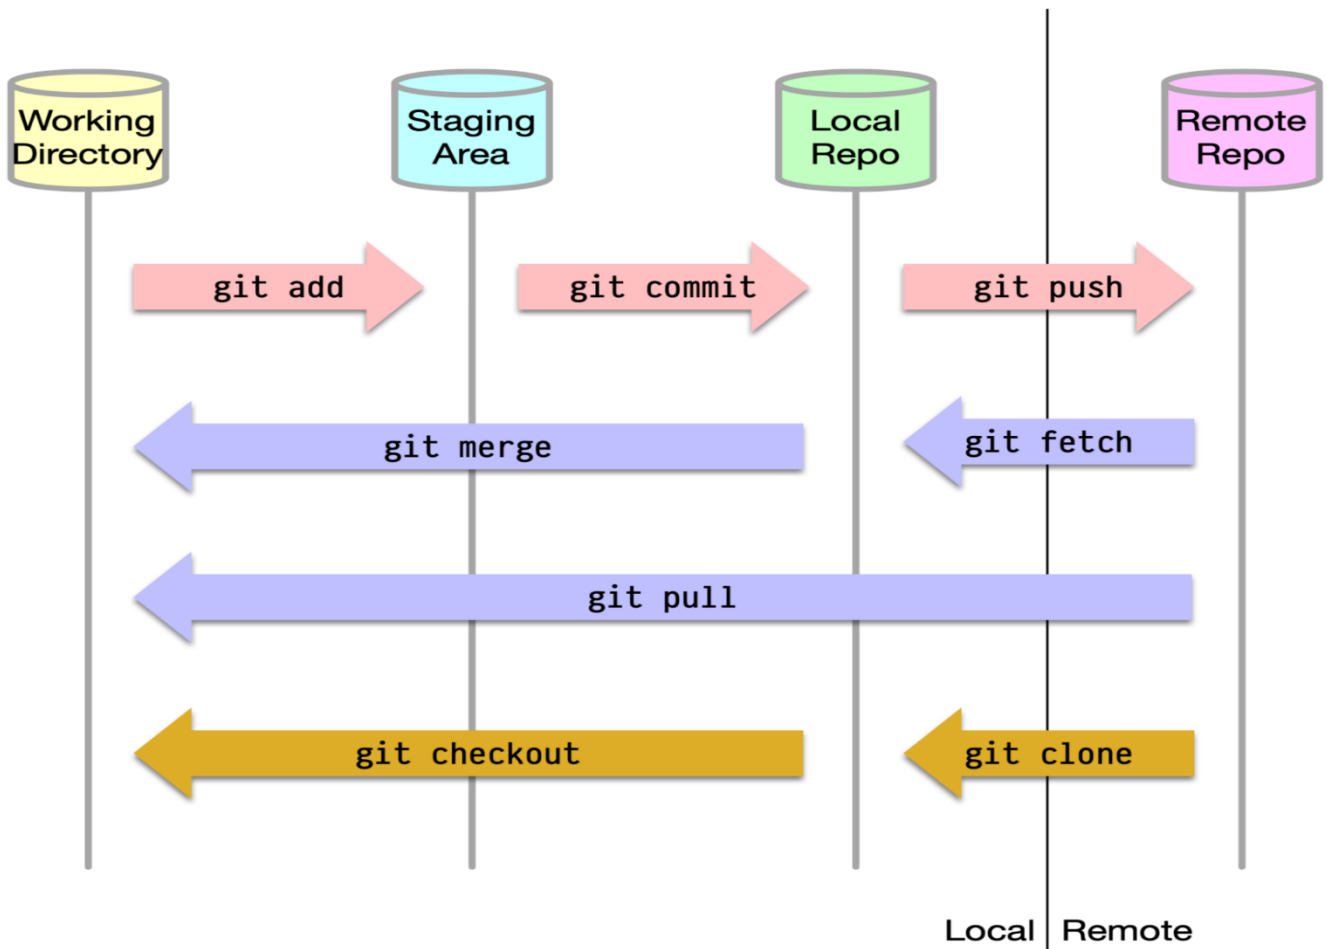 Working
Directory
Staging
Area
Local
Repo
Remote
Repo
git add
git commit
git push
git merge
git fetch
git pull
git checkout
git clone
Local
Remote